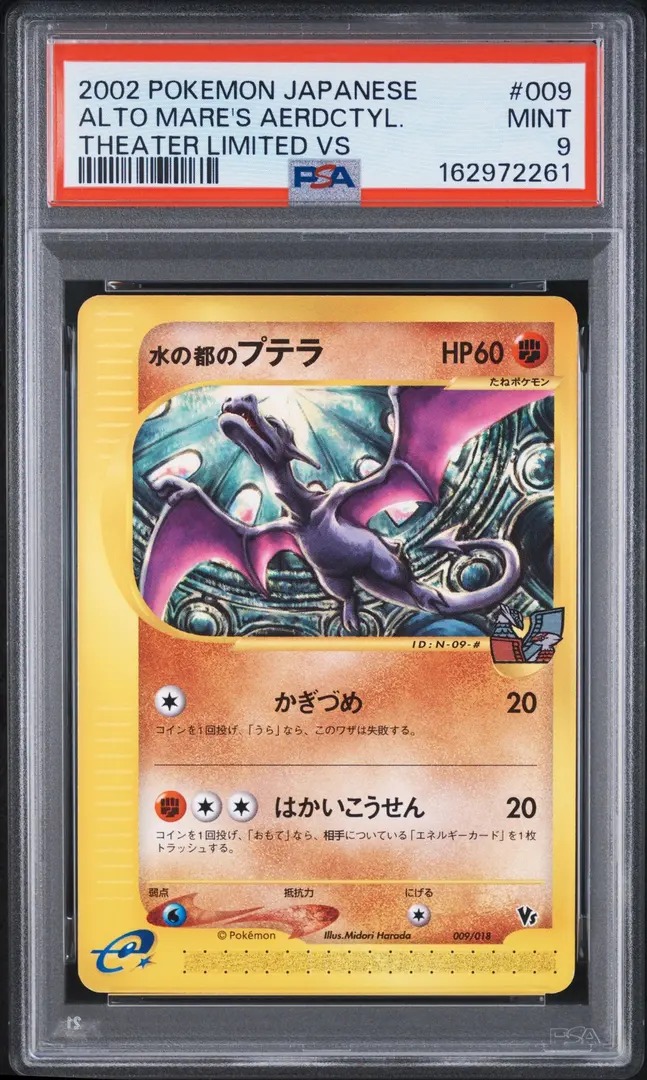 2002 POKEMON JAPANESE #009
ALTO MARE'S AERDCTYL. MINT
THEATER LIMITED VS 9
PSA 162972261
水の都のプテラ HP60
たねポケモン
ID:N-09-#
かぎづめ 20
コインを1回投げ、「うら」なら、このワザは失敗する。
はかいこうせん 20
コインを1回投げ、「おもて」なら、相手についている「エネルギーカード」を1枚
トラッシュする。
弱点 抵抗力 にげる
VS
©Pokémon Illus.Midori Harada 009/018
e
21 PSA